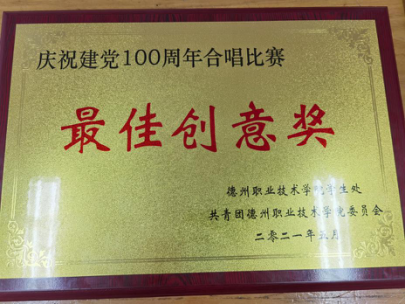 庆祝建党100周年合唱比赛
最佳创意奖
德州职业技术学院学生处
共青团德州职业技术学院委员会
二零二一年五月